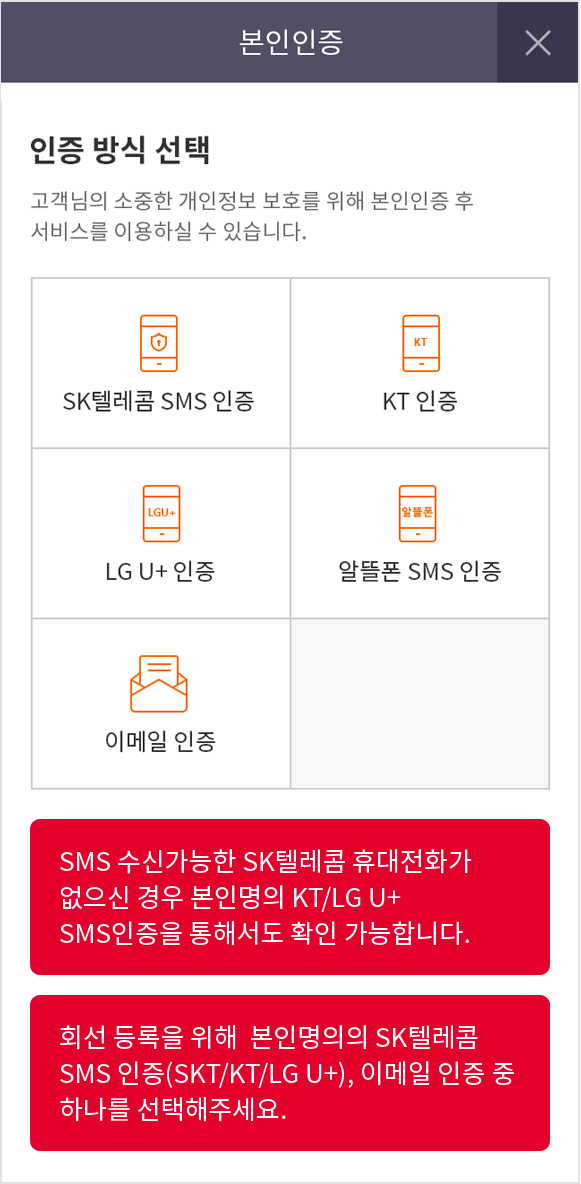 본인인증
인증 방식 선택
고객님의 소중한 개인정보 보호를 위해 본인인증 후
서비스를 이용하실 수 있습니다.
SK텔레콤 SMS 인증
KT
KT 인증
LGU+
LG U+ 인증
알뜰폰
알뜰폰 SMS 인증
이메일 인증
SMS 수신가능한 SK텔레콤 휴대전화가
없으신 경우 본인명의 KT/LG U+
SMS인증을 통해서도 확인 가능합니다.
회선 등록을 위해 본인명의의 SK텔레콤
SMS 인증(SKT/KT/LG U+), 이메일 인증 중
하나를 선택해주세요.